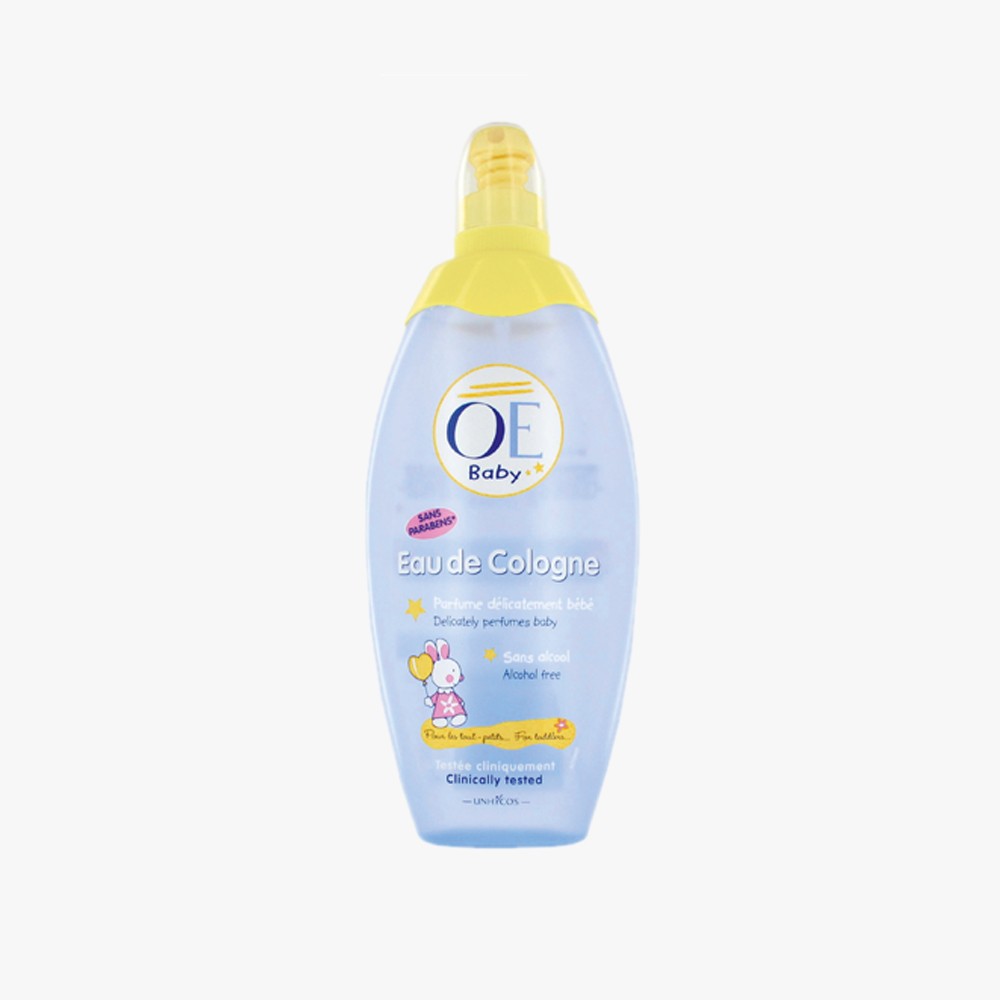 OE
Baby
SANS
PARABENS*
Eau de Cologne
Parfume délicatement bébé
Delicately perfumes baby
Sans alcool
Alcohol free
Pour les tout-petits... For toddlers...
Testée cliniquement
Clinically tested
UNHYCOS